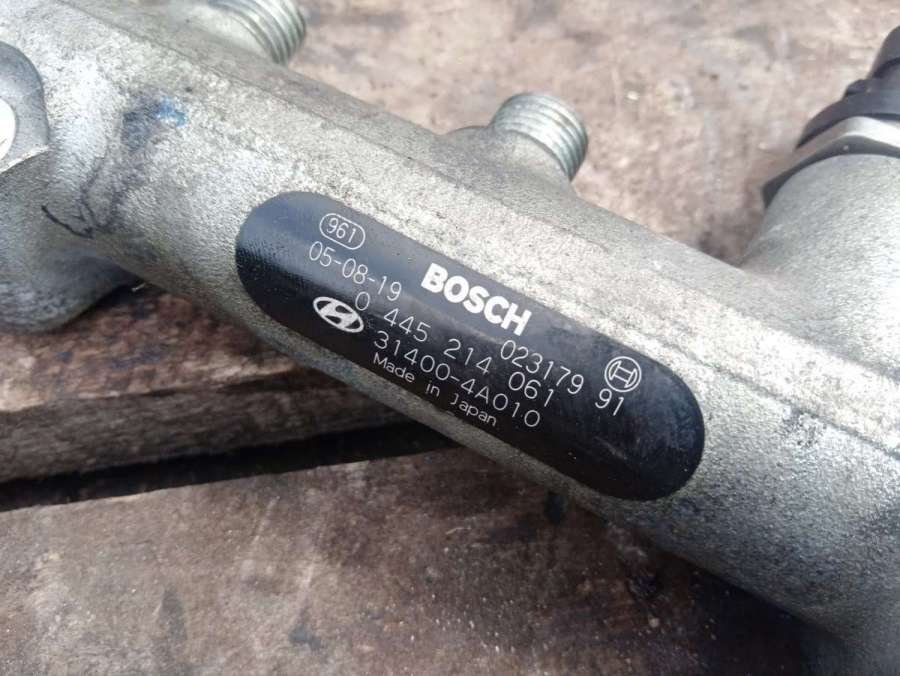 961
05-08-19
BOSCH
023179
0 445 214 061 91
31400-4A010
Made in Japan